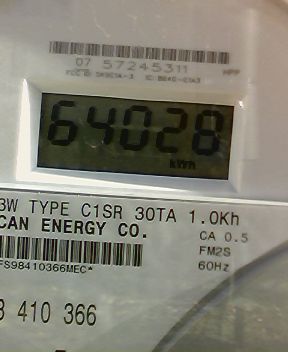 07 57245311
64028
kWh
3W TYPE C1SR 30TA 1.0Kh
CAN ENERGY CO.
CA 0.5
FM2S
60Hz
FS98410366MEC*
3 410 366